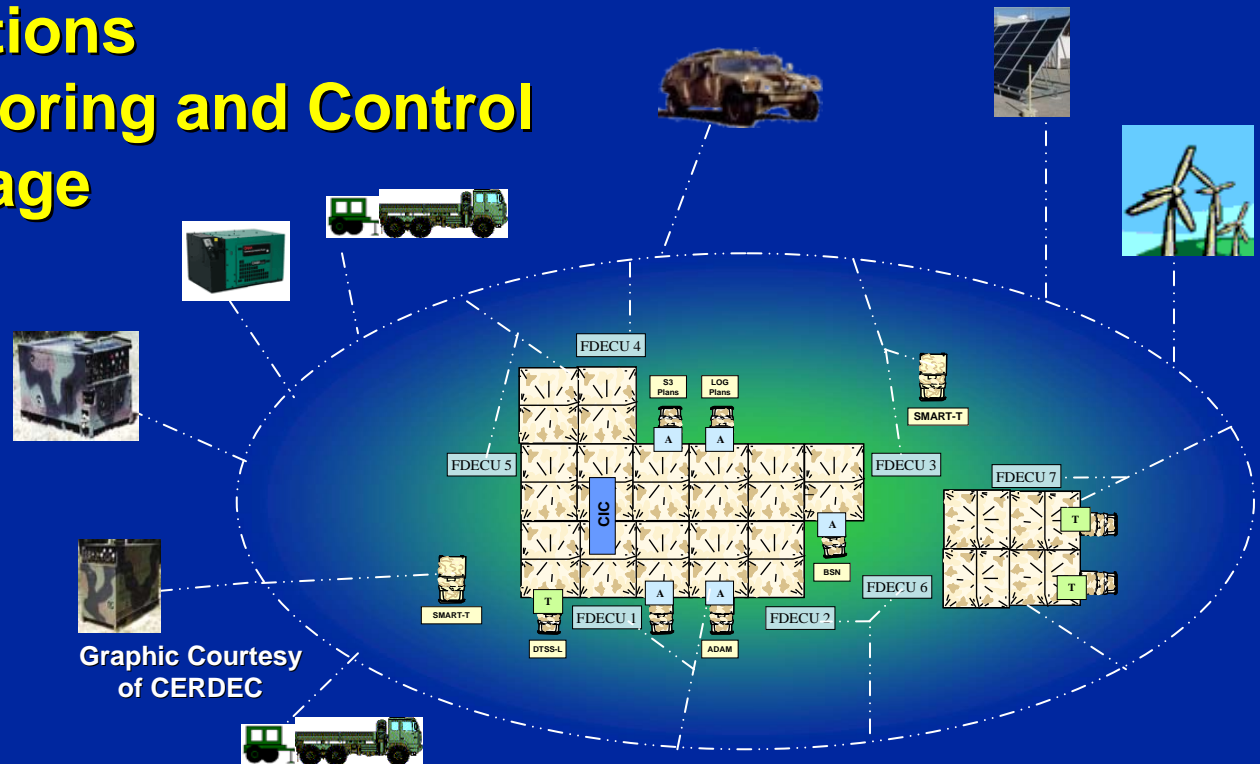 tions
oring and Control
age
FDECU 4
S3
Plans
LOG
Plans
A
A
SMART-T
FDECU 5
FDECU 3
FDECU 7
CIC
A
T
BSN
FDECU 6
T
SMART-T
T
FDECU 1
A
A
FDECU 2
DTSS-L
ADAM
Graphic Courtesy
of CERDEC